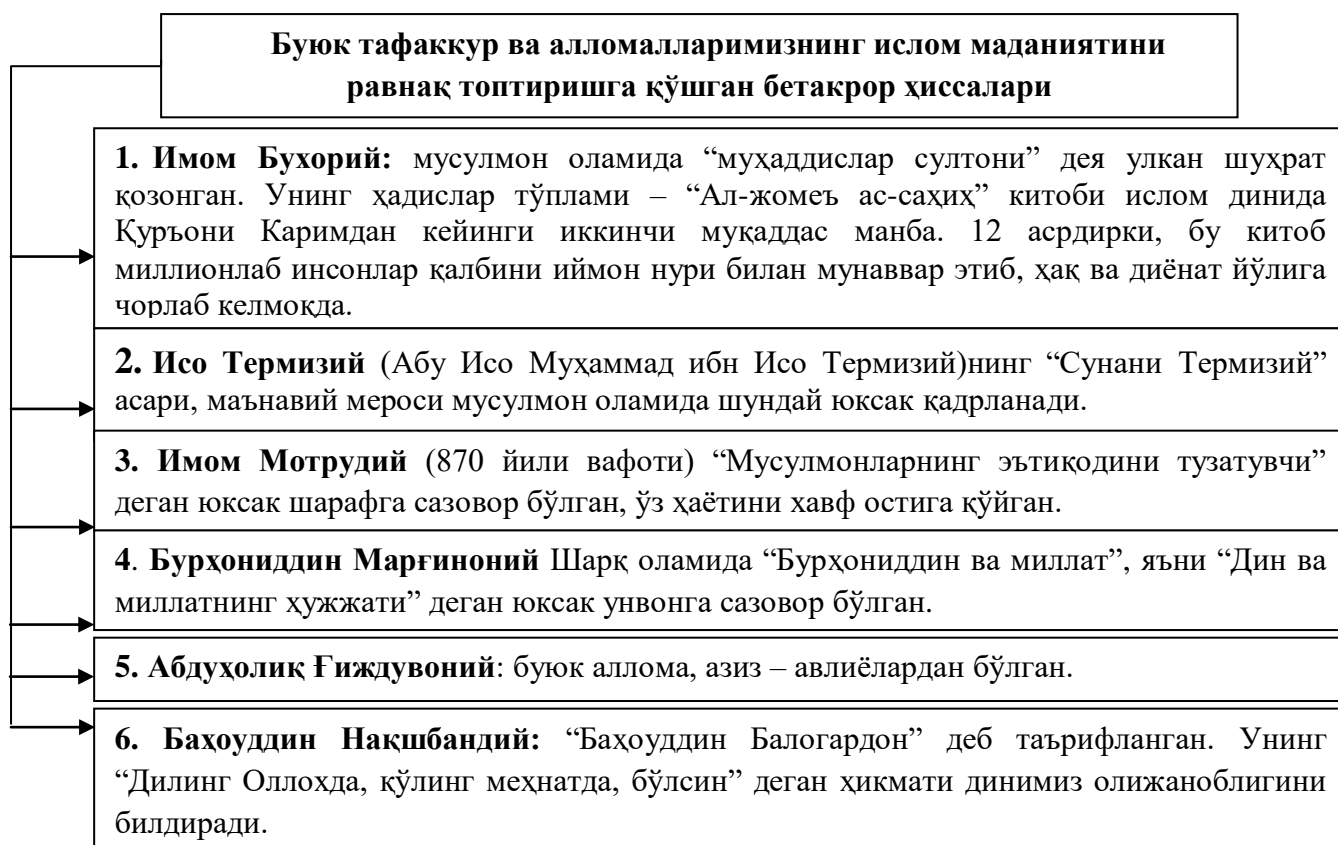 Буюк тафаккур ва алломалларимизнинг ислом маданиятини
равнақ топтиришга қўшган бетакрор ҳиссалари
1. Имом Бухорий: мусулмон оламида “муҳаддислар султони” дея улкан шуҳрат
қозонган. Унинг ҳадислар тўплами – “Ал-жомеъ ас-саҳиҳ” китоби ислом динида
Қуръони Каримдан кейинги иккинчи муқаддас манба. 12 асрдирки, бу китоб
миллионлаб инсонлар қалбини иймон нури билан мунаввар этиб, ҳақ ва диёнат йўлига
чорлаб келмоқда.
2. Исо Термизий (Абу Исо Муҳаммад ибн Исо Термизий)нинг “Сунани Термизий”
асари, маънавий мероси мусулмон оламида шундай юксак қадрланади.
3. Имом Мотрудий (870 йили вафоти) “Мусулмонларнинг эътиқодини тузатувчи”
деган юксак шарафга сазовор бўлган, ўз ҳаётини хавф остига қўйган.
4. Бурҳониддин Марғиноний Шарқ оламида “Бурҳониддин ва миллат”, яъни “Дин ва
миллатнинг ҳужжати” деган юксак унвонга сазовор бўлган.
5. Абдуҳолиқ Ғиждувоний: буюк аллома, азиз – авлиёлардан бўлган.
6. Баҳоуддин Нақшбандий: “Баҳоуддин Балогардон” деб таърифланган. Унинг
“Дилинг Оллохда, қўлинг меҳнатда, бўлсин” деган ҳикмати динимиз олижаноблигини
билдиради.